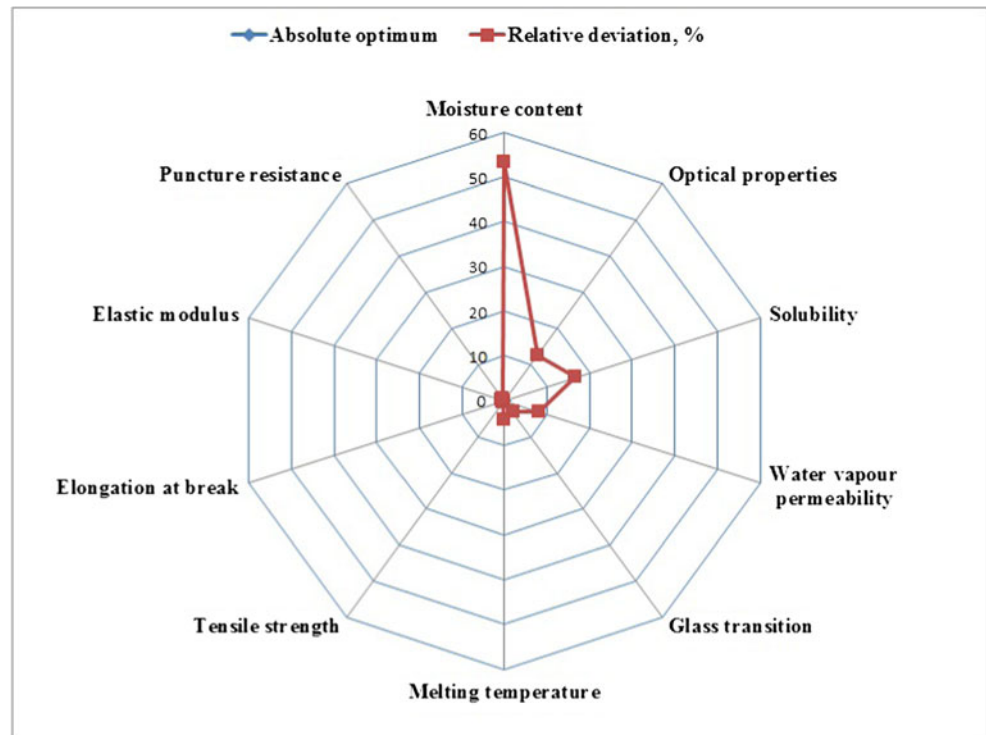 Absolute optimum
Relative deviation, %
Moisture content
60
Puncture resistance
Optical properties
50
40
Elastic modulus
30
Solubility
20
10
0
Elongation at break
Water vapour
permeability
Tensile strength
Glass transition
Melting temperature